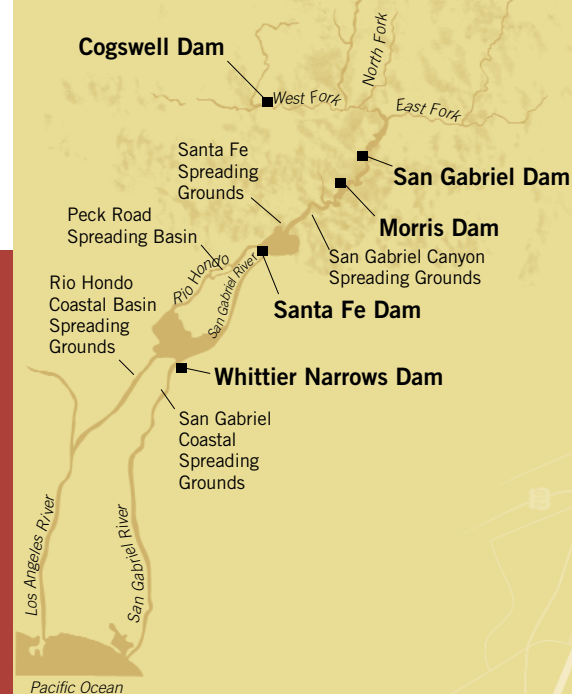 North Fork
Cogswell Dam
West Fork
East Fork
Santa Fe
Spreading
Grounds
San Gabriel Dam
Peck Road
Spreading Basin
Morris Dam
San Gabriel Canyon
Spreading Grounds
Rio Hondo
San Gabriel River
Rio Hondo
Coastal Basin
Spreading
Grounds
Santa Fe Dam
Whittier Narrows Dam
San Gabriel
Coastal
Spreading
Grounds
Los Angeles River
San Gabriel River
Pacific Ocean